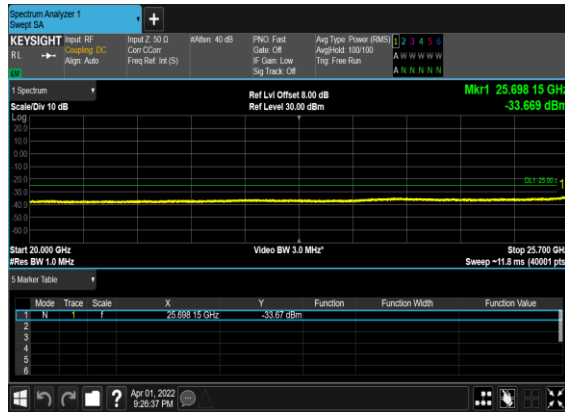 Spectrum Analyzer 1
Swept SA
+
KEYSIGHT Input: RF Input Z: 50 Ω #Atten: 40 dB PNO: Fast Avg Type: Power (RMS) 1 2 3 4 5 6
RL Coupling: DC Corr CCorr Gate: Off Avg|Hold: 100/100 A W W W W W
Align: Auto Freq Ref: Int (S) IF Gain: Low Trig: Free Run
LU Sig Track: Off A N N N N N
1 Spectrum Ref Lvl Offset 8.00 dB Mkr1 25.698 15 GHz
Scale/Div 10 dB Ref Level 30.00 dBm -33.669 dBm
Log
20.0
10.0
0.00
-10.0
-20.0
DL1 -25.00
1
-30.0
-40.0
-50.0
-60.0
Start 20.000 GHz Video BW 3.0 MHz* Stop 25.700 GHz
#Res BW 1.0 MHz Sweep ~11.8 ms (40001 pts
5 Marker Table
Mode Trace Scale X Y Function Function Width Function Value
1 N 1 f 25.698 15 GHz -33.67 dBm
2
3
4
5
6
? Apr 01, 2022
9:26:37 PM